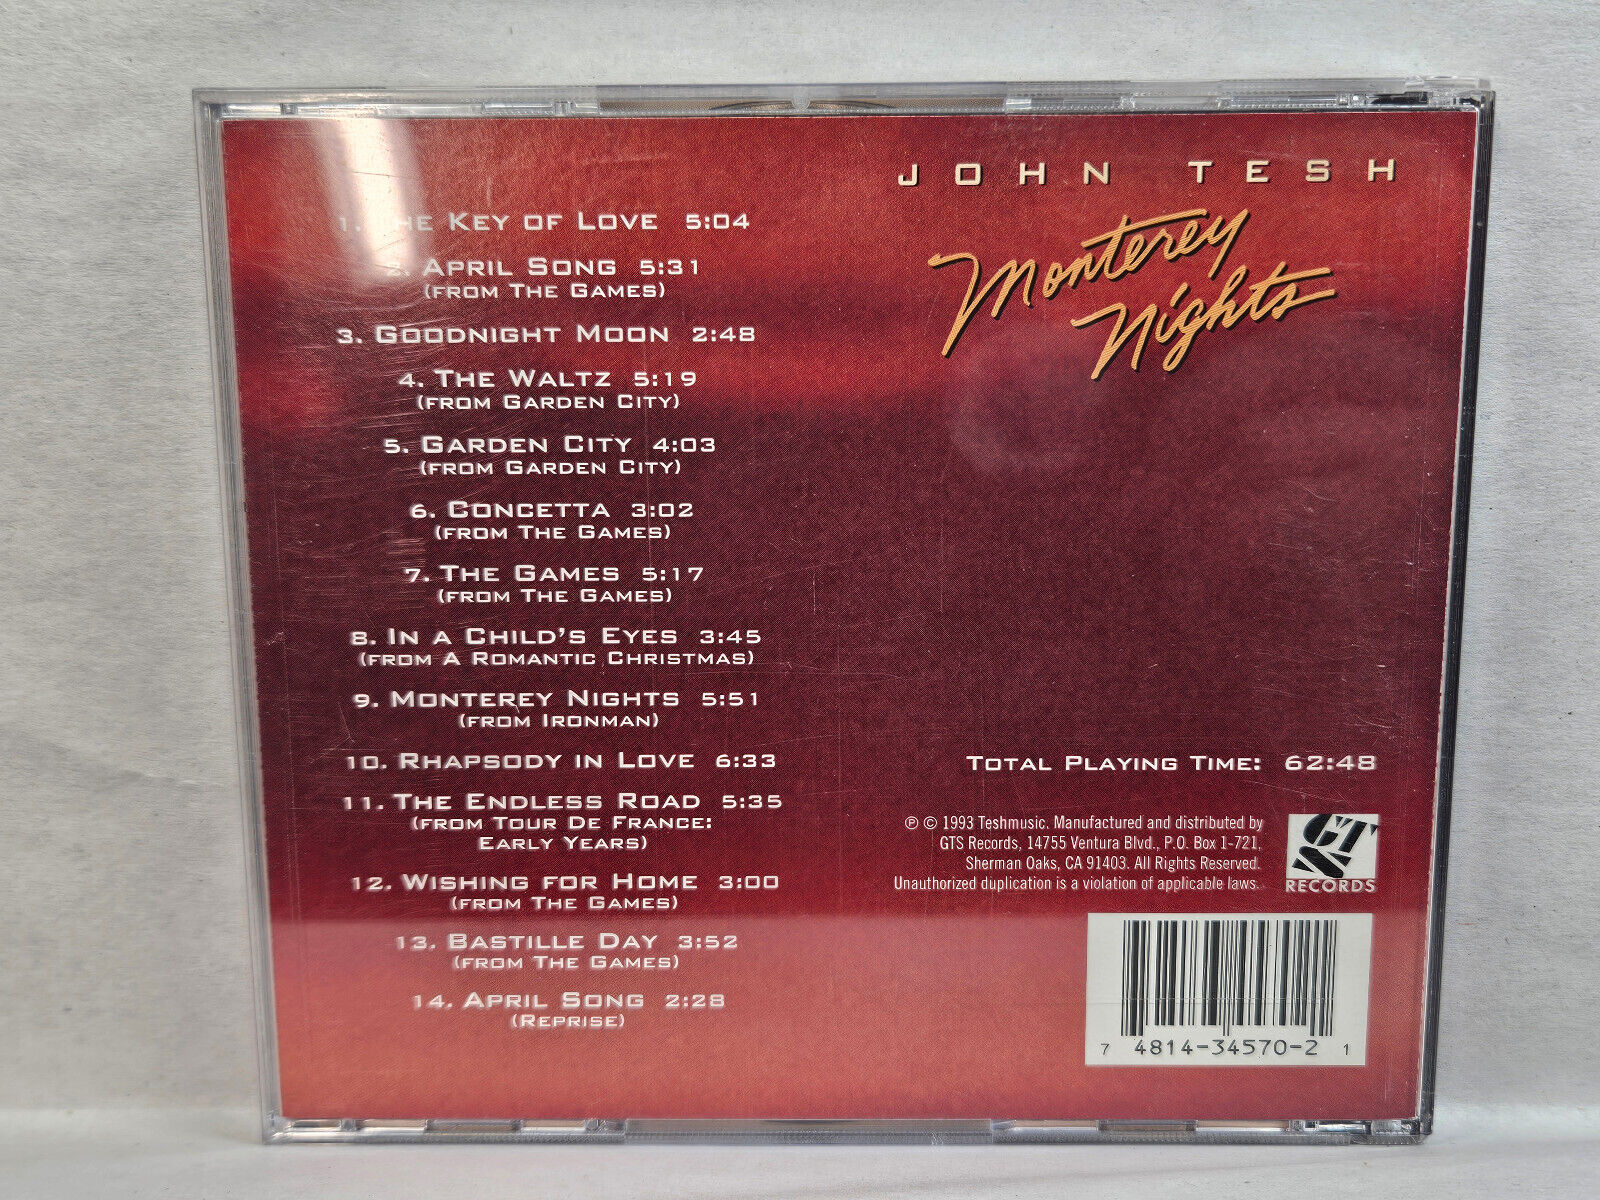 1. The Key of Love 5:04
2. April Song 5:31
(from The Games)
3. Goodnight Moon 2:48
4. The Waltz 5:19
(from Garden City)
5. Garden City 4:03
(from Garden City)
6. Concetta 3:02
(from The Games)
7. The Games 5:17
(from The Games)
8. In a Child's Eyes 3:45
(from A Romantic Christmas)
9. Monterey Nights 5:51
(from Ironman)
10. Rhapsody in Love 6:33
11. The Endless Road 5:35
(from Tour De France:
Early Years)
12. Wishing for Home 3:00
(from The Games)
13. Bastille Day 3:52
(from The Games)
14. April Song 2:28
(Reprise)
JOHN TESH
Monterey
Nights
Total Playing Time: 62:48
℗ © 1993 Teshmusic. Manufactured and distributed by
GTS Records, 14755 Ventura Blvd., P.O. Box 1-721,
Sherman Oaks, CA 91403. All Rights Reserved.
Unauthorized duplication is a violation of applicable laws.
GTS
RECORDS
7 4814-34570-2 1